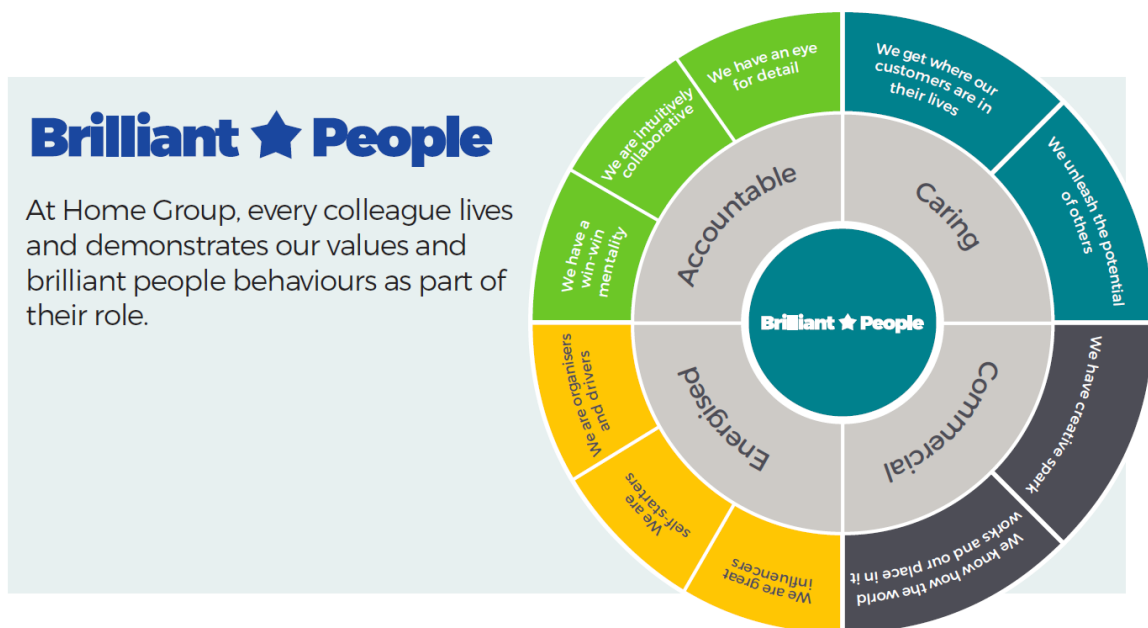 Brilliant ★ People
At Home Group, every colleague lives
and demonstrates our values and
brilliant people behaviours as part of
their role.
We have an eye
for detail
We are intuitively
collaborative
We have a
win-win
mentality
Accountable
We get where our
customers are in
their lives
We unleash the potential
of others
Caring
Brilliant ★ People
We are organisers
and drivers
We are
self-starters
We are great
influencers
Energised
We have creative spark
We know how the world
works and our place in it
Commercial